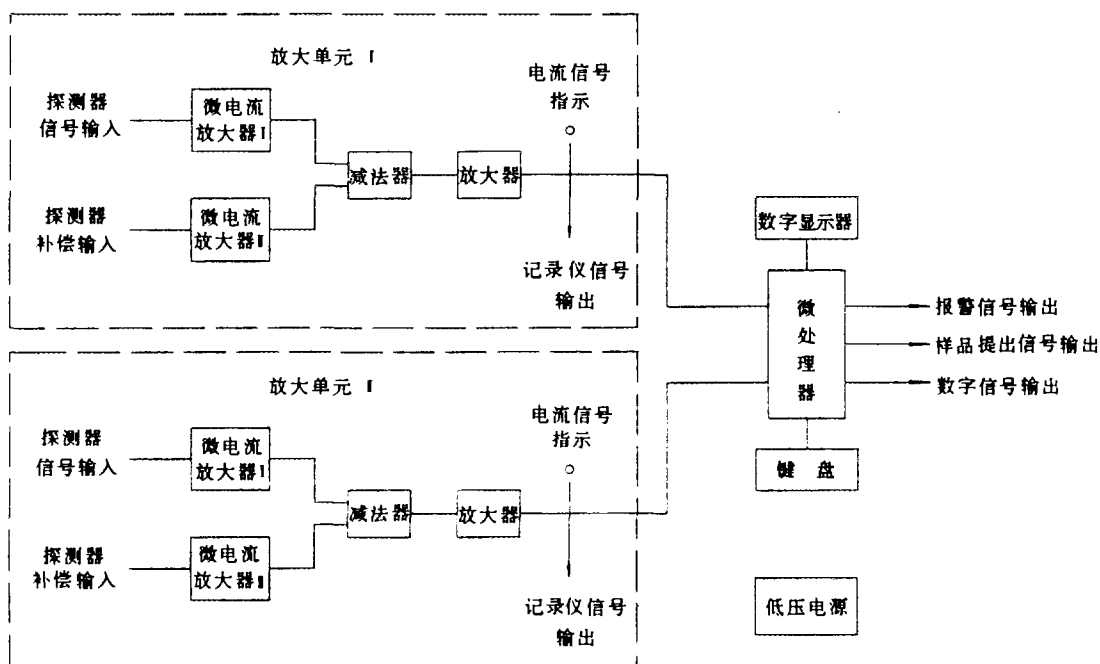 放大单元 Ⅰ
电流信号
指示
探测器
信号输入
微电流
放大器Ⅰ
减法器
放大器
探测器
补偿输入
微电流
放大器Ⅱ
记录仪信号
输出
数字显示器
微处理器
报警信号输出
样品提出信号输出
数字信号输出
键 盘
低压电源
放大单元 Ⅱ
电流信号
指示
探测器
信号输入
微电流
放大器Ⅰ
减法器
放大器
探测器
补偿输入
微电流
放大器Ⅱ
记录仪信号
输出